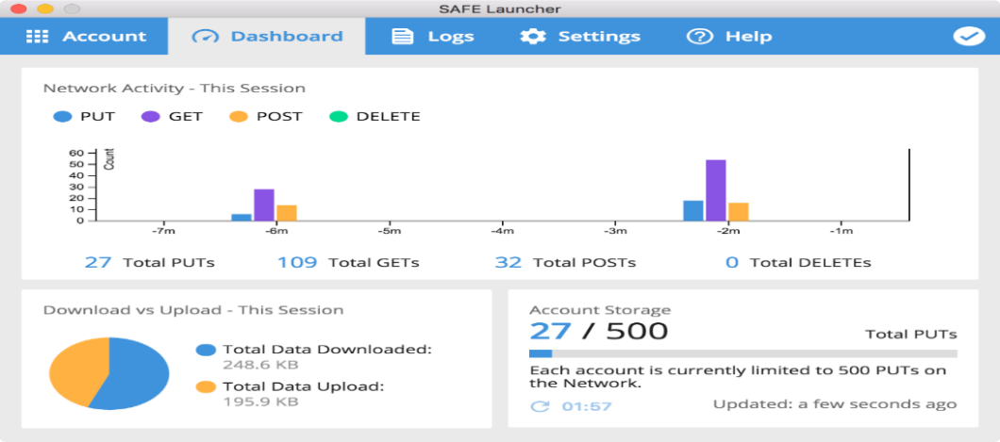 SAFE Launcher
Account Dashboard Logs Settings Help
Network Activity - This Session
PUT GET POST DELETE
Count
60
50
40
30
20
10
0
-7m -6m -5m -4m -3m -2m -1m
27 Total PUTs 109 Total GETs 32 Total POSTs 0 Total DELETEs
Download vs Upload - This Session
Total Data Downloaded:
248.6 KB
Total Data Upload:
195.9 KB
Account Storage
27 / 500 Total PUTs
Each account is currently limited to 500 PUTs on
the Network.
01:57 Updated: a few seconds ago